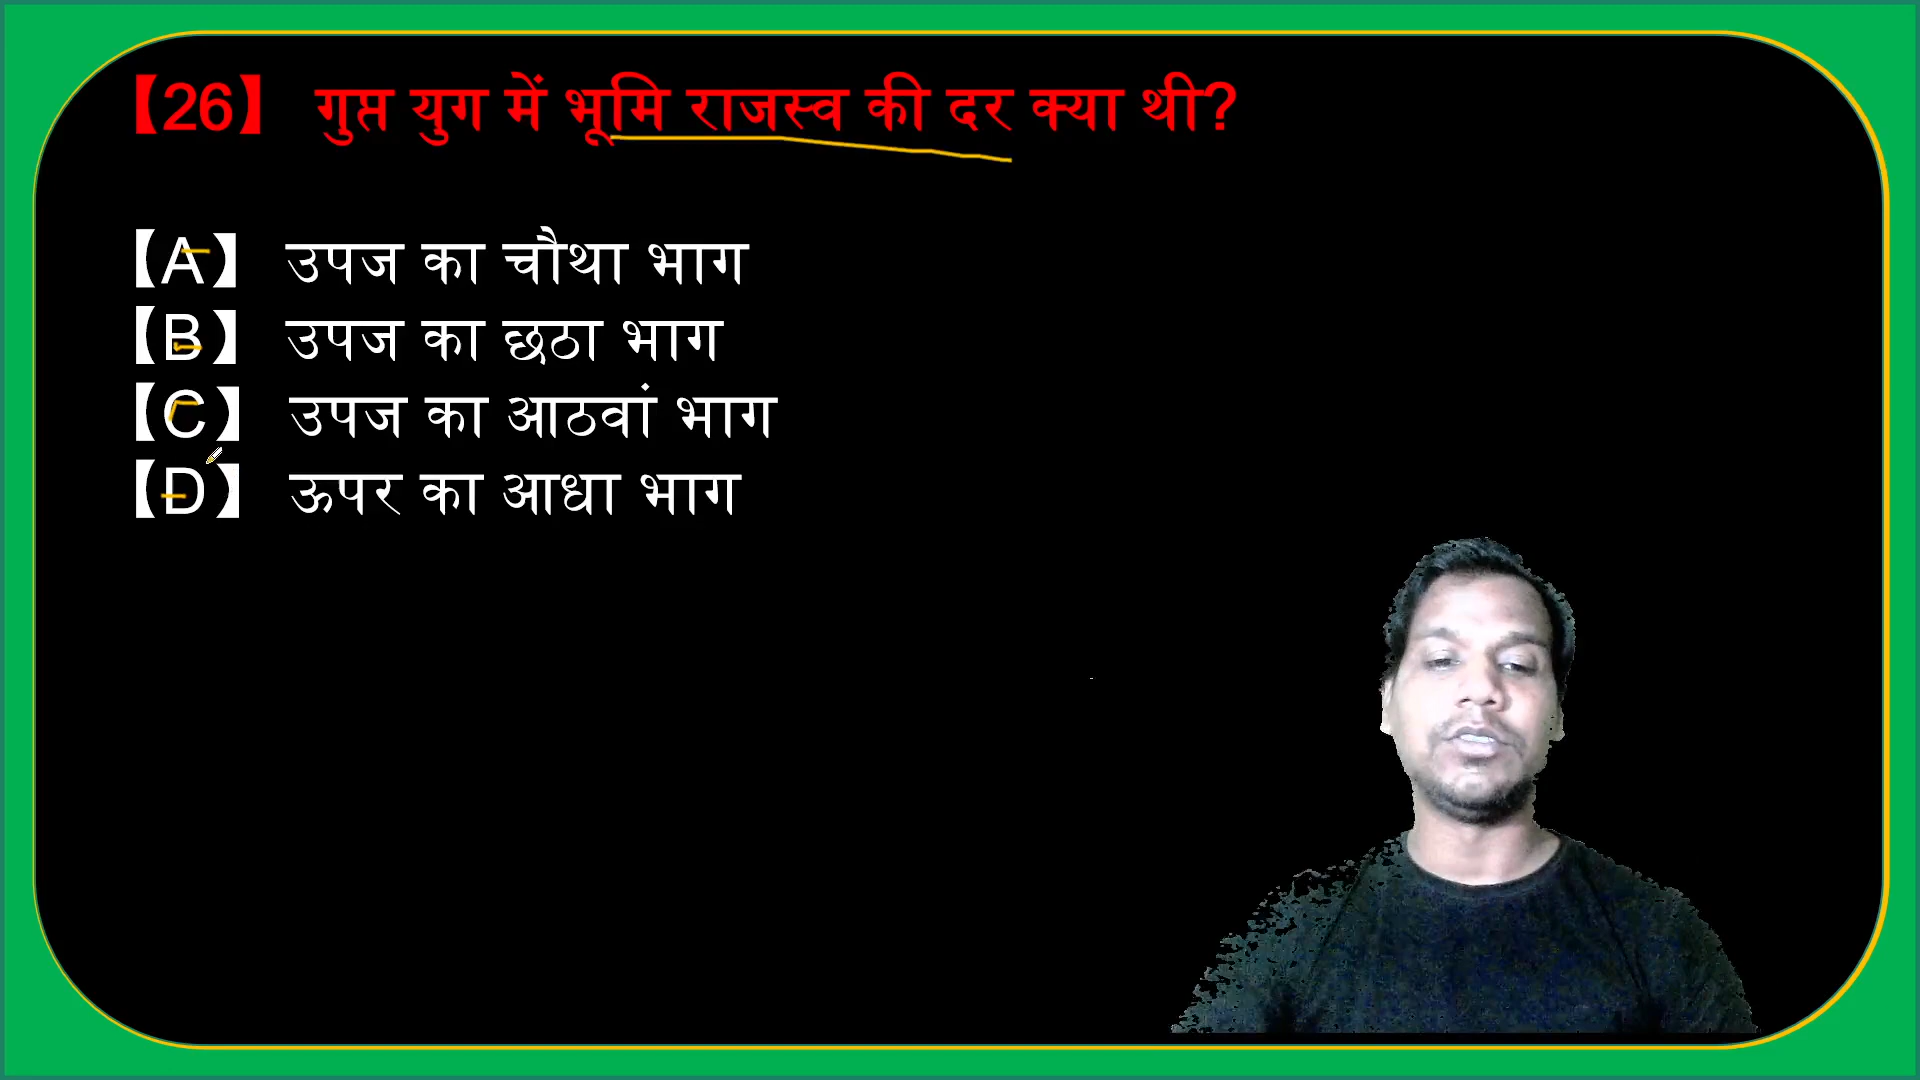 【26】 गुप्त युग में भूमि राजस्व की दर क्या थी?
【A】 उपज का चौथा भाग
【B】 उपज का छठा भाग
【C】 उपज का आठवां भाग
【D】 ऊपर का आधा भाग